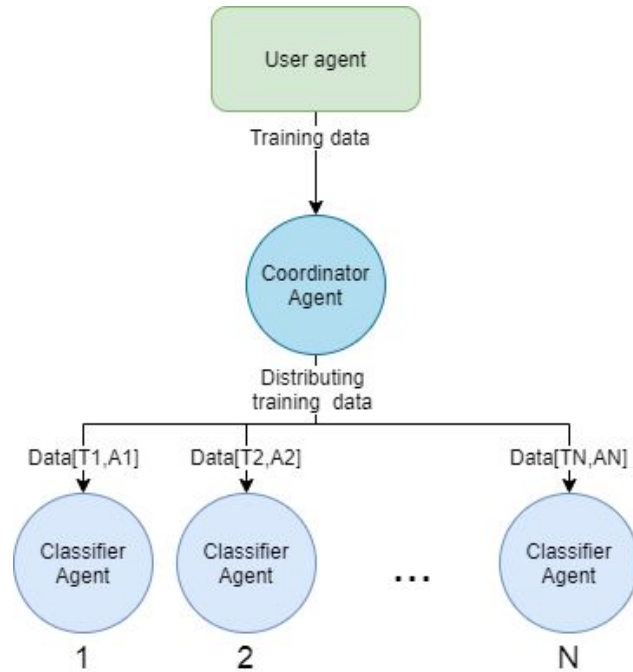 User agent
Training data
Coordinator
Agent
Distributing
training data
Data[T1,A1]
Data[T2,A2]
Data[TN,AN]
Classifier
Agent
Classifier
Agent
...
Classifier
Agent
1
2
N